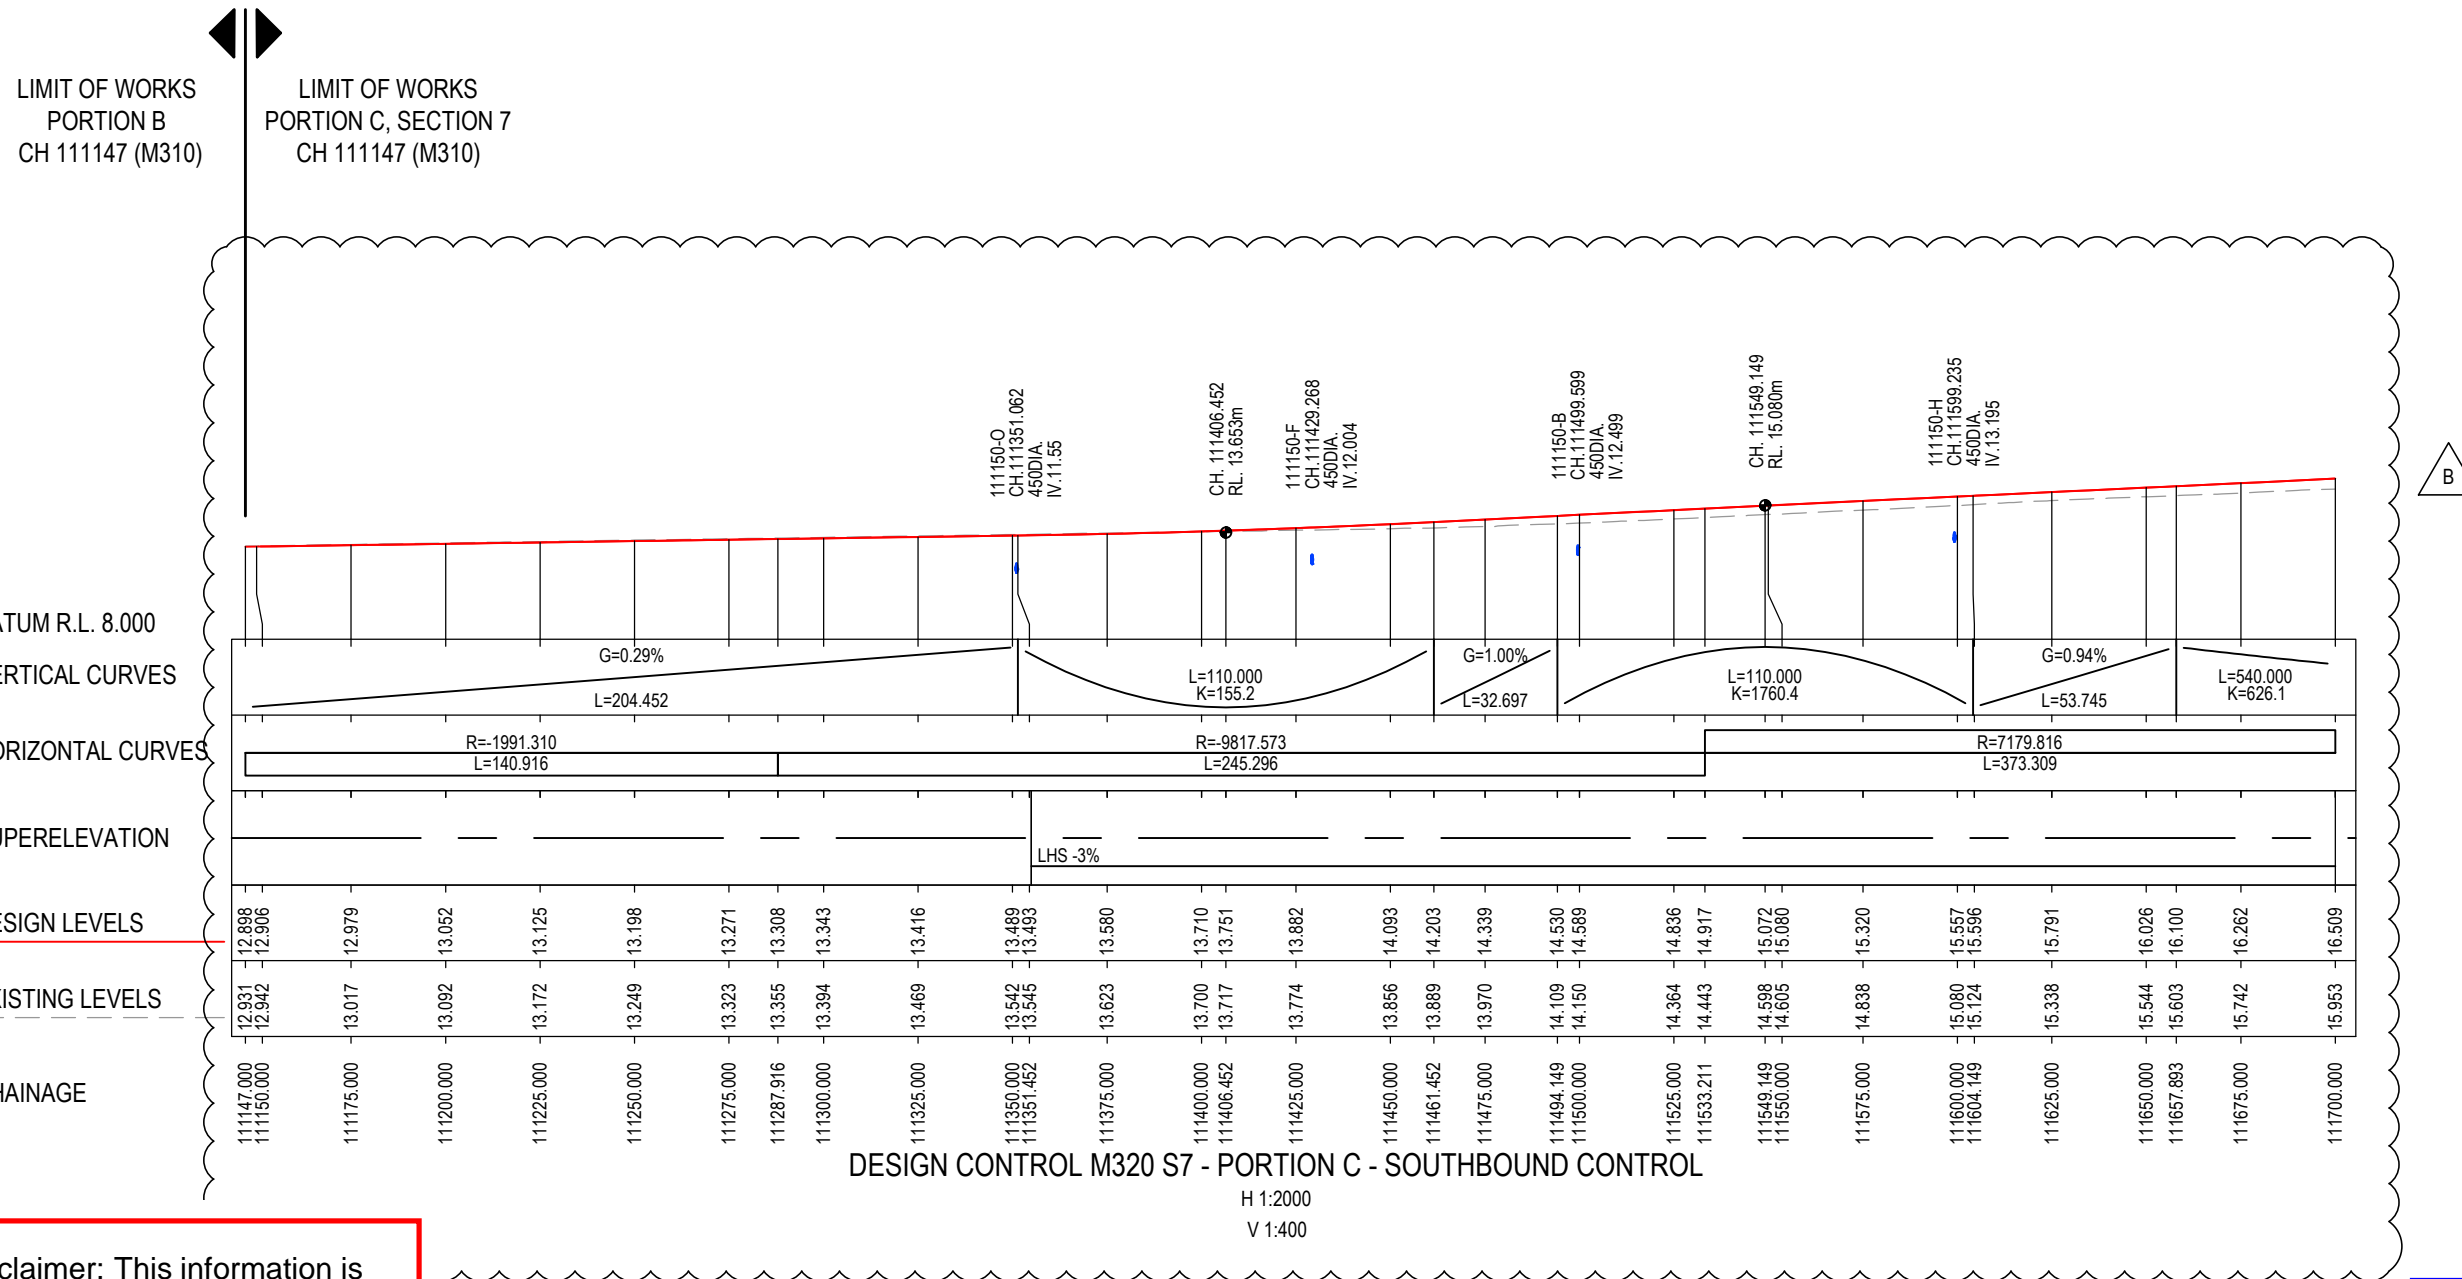 LIMIT OF WORKS
PORTION B
CH 111147 (M310)
LIMIT OF WORKS
PORTION C, SECTION 7
CH 111147 (M310)
111150-O
CH.111351.062
450DIA.
IV.11.55
CH. 111406.452
RL. 13.653m
111150-F
CH.111429.268
450DIA.
IV.12.004
111150-B
CH.111499.599
450DIA.
IV.12.499
CH. 111549.149
RL. 15.080m
111150-H
CH.111599.235
450DIA.
IV.13.195
B
ATUM R.L. 8.000
ERTICAL CURVES
G=0.29%
L=204.452
L=110.000
K=155.2
G=1.00%
L=32.697
L=110.000
K=1760.4
G=0.94%
L=53.745
L=540.000
K=626.1
ORIZONTAL CURVES
R=-1991.310
L=140.916
R=-9817.573
L=245.296
R=7179.816
L=373.309
UPERELEVATION
LHS -3%
ESIGN LEVELS
12.898 12.906 12.979 13.052 13.125 13.198 13.271 13.308 13.343 13.416 13.489 13.493 13.580 13.710 13.751 13.882 14.093 14.203 14.339 14.530 14.589 14.836 14.917 15.072 15.080 15.320 15.557 15.596 15.791 16.026 16.100 16.262 16.509
XISTING LEVELS
12.931 12.942 13.017 13.092 13.172 13.249 13.323 13.355 13.394 13.469 13.542 13.545 13.623 13.700 13.717 13.774 13.856 13.889 13.970 14.109 14.150 14.364 14.443 14.598 14.605 14.838 15.080 15.124 15.338 15.544 15.603 15.742 15.953
HAINAGE
111147.000 111150.000 111175.000 111200.000 111225.000 111250.000 111275.000 111287.916 111300.000 111325.000 111350.000 111351.452 111375.000 111400.000 111406.452 111425.000 111450.000 111461.452 111475.000 111494.149 111500.000 111525.000 111533.211 111549.149 111550.000 111575.000 111600.000 111604.149 111625.000 111650.000 111657.893 111675.000 111700.000
DESIGN CONTROL M320 S7 - PORTION C - SOUTHBOUND CONTROL
H 1:2000
V 1:400
claimer: This information is